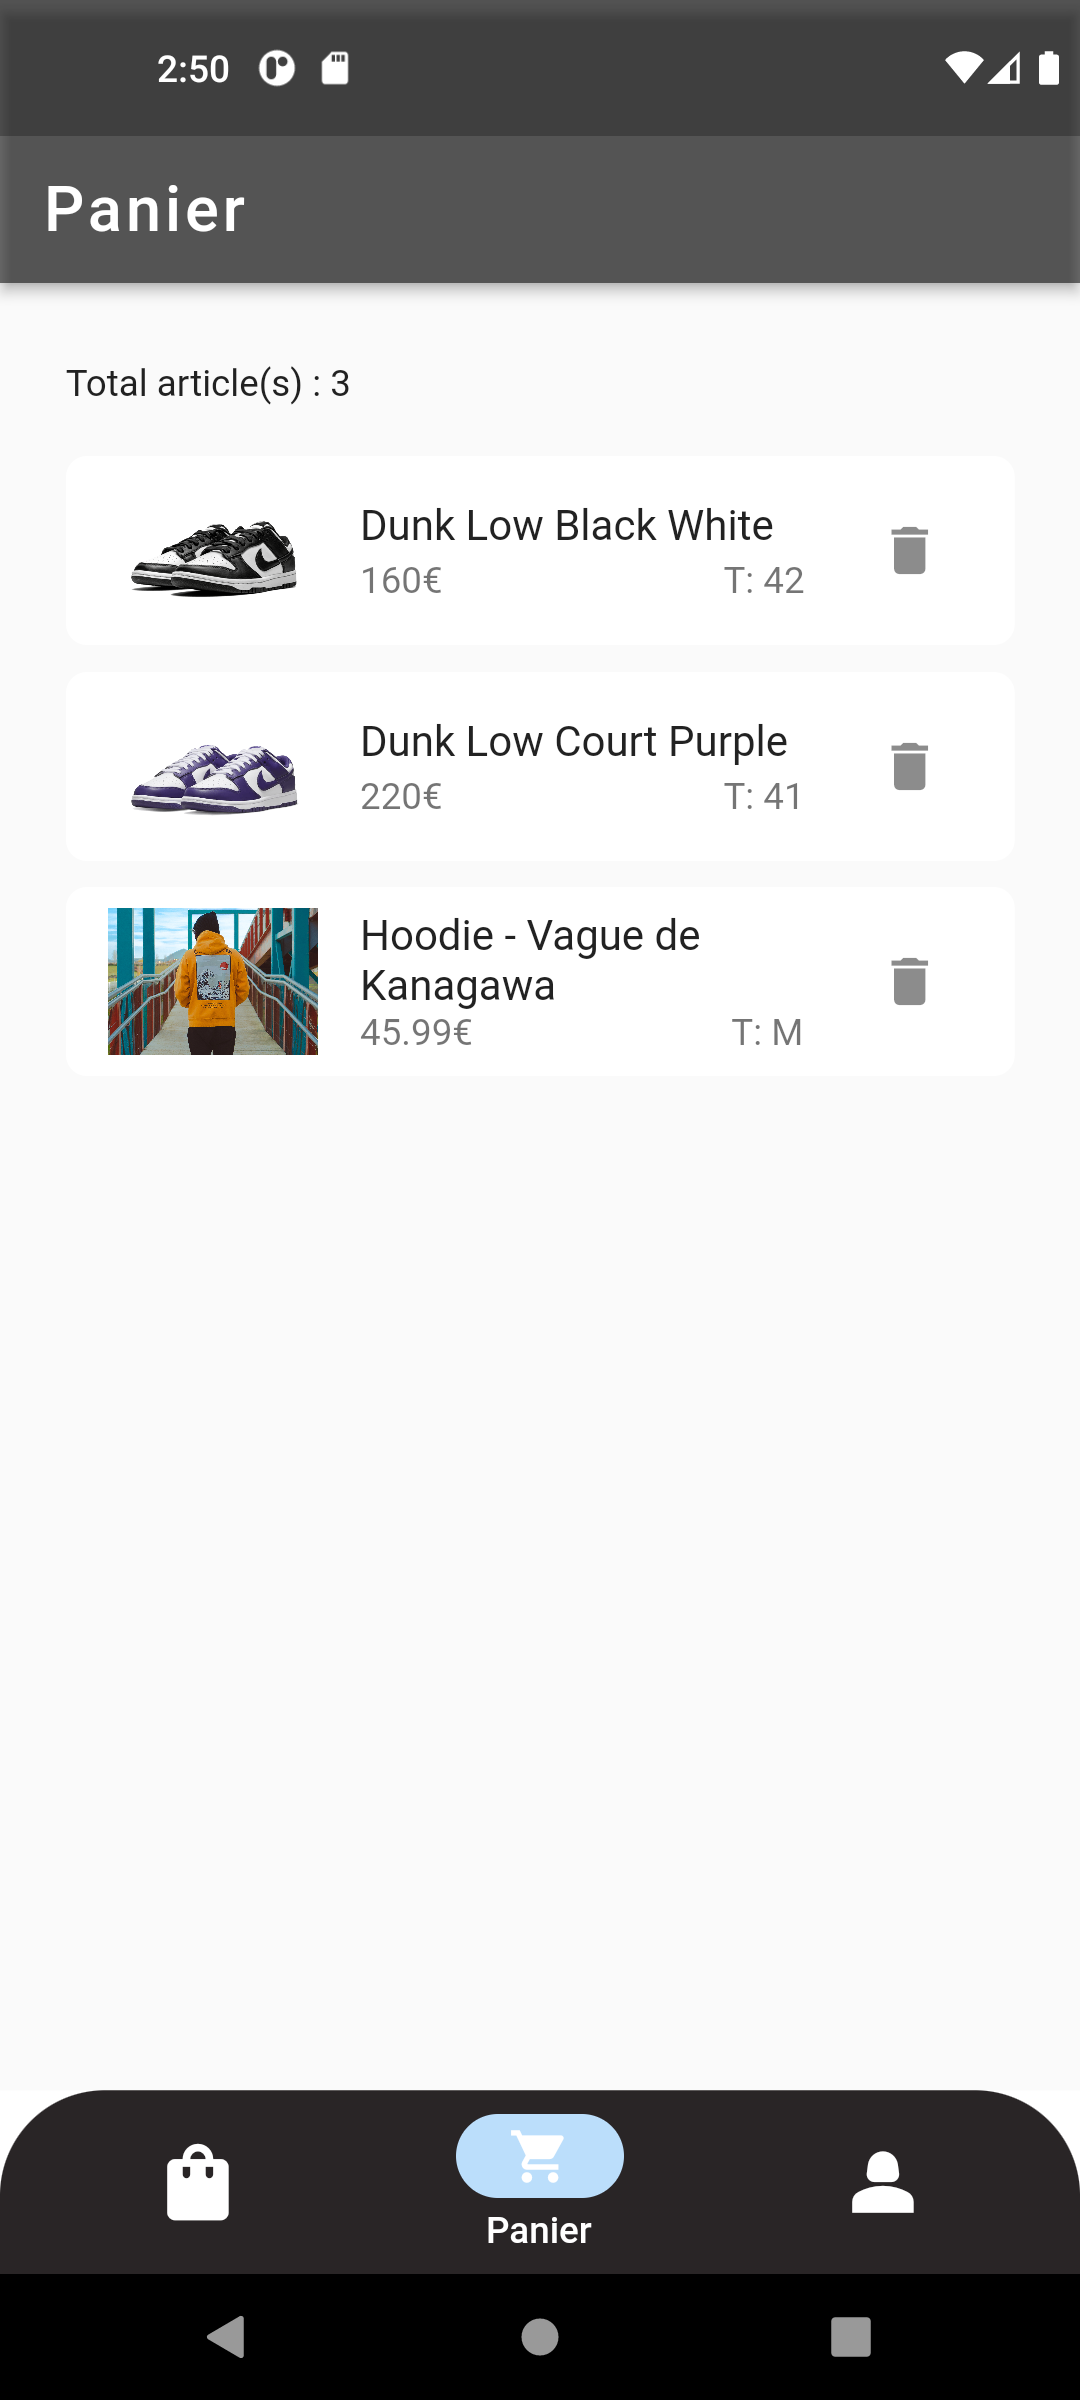 2:50
Panier
Total article(s) : 3
Dunk Low Black White
160€ T: 42
Dunk Low Court Purple
220€ T: 41
Hoodie - Vague de
Kanagawa
45.99€ T: M
Panier